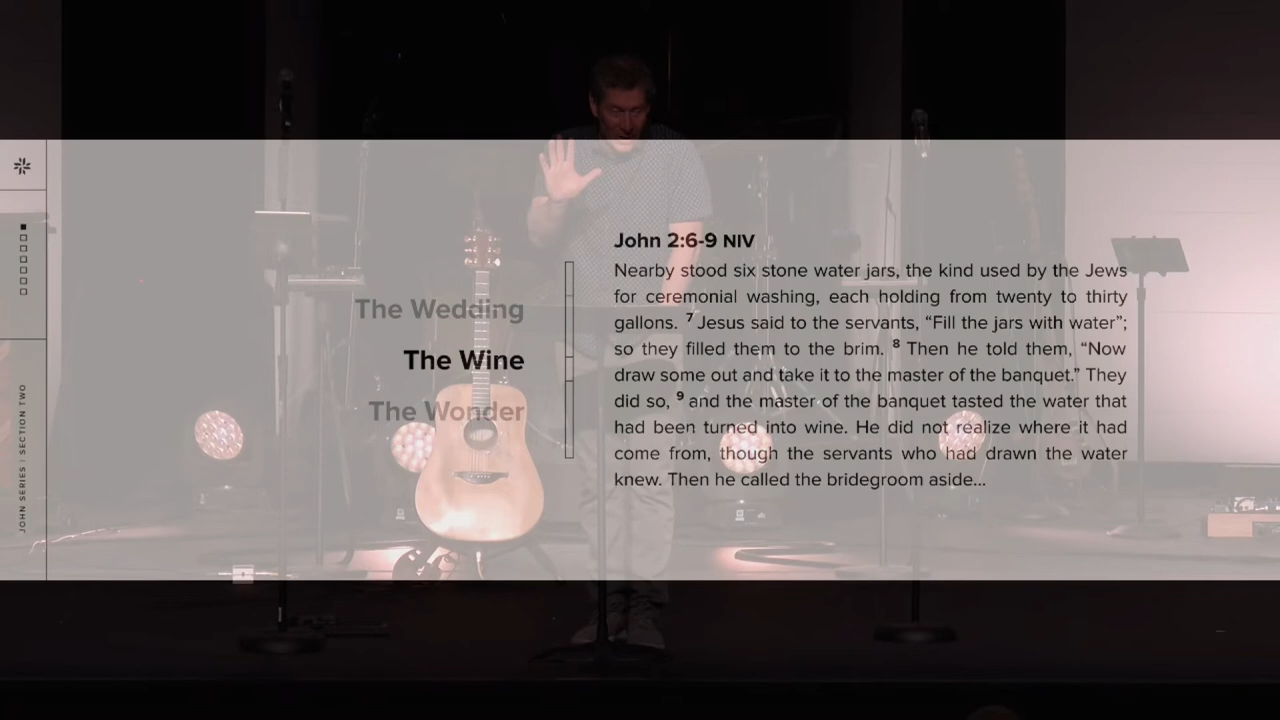 The Wedding
The Wine
The Wonder
John 2:6-9 NIV
Nearby stood six stone water jars, the kind used by the Jews
for ceremonial washing, each holding from twenty to thirty
gallons. ⁷ Jesus said to the servants, “Fill the jars with water”;
so they filled them to the brim. ⁸ Then he told them, “Now
draw some out and take it to the master of the banquet.” They
did so, ⁹ and the master of the banquet tasted the water that
had been turned into wine. He did not realize where it had
come from, though the servants who had drawn the water
knew. Then he called the bridegroom aside...
JOHN SERIES | SECTION TWO